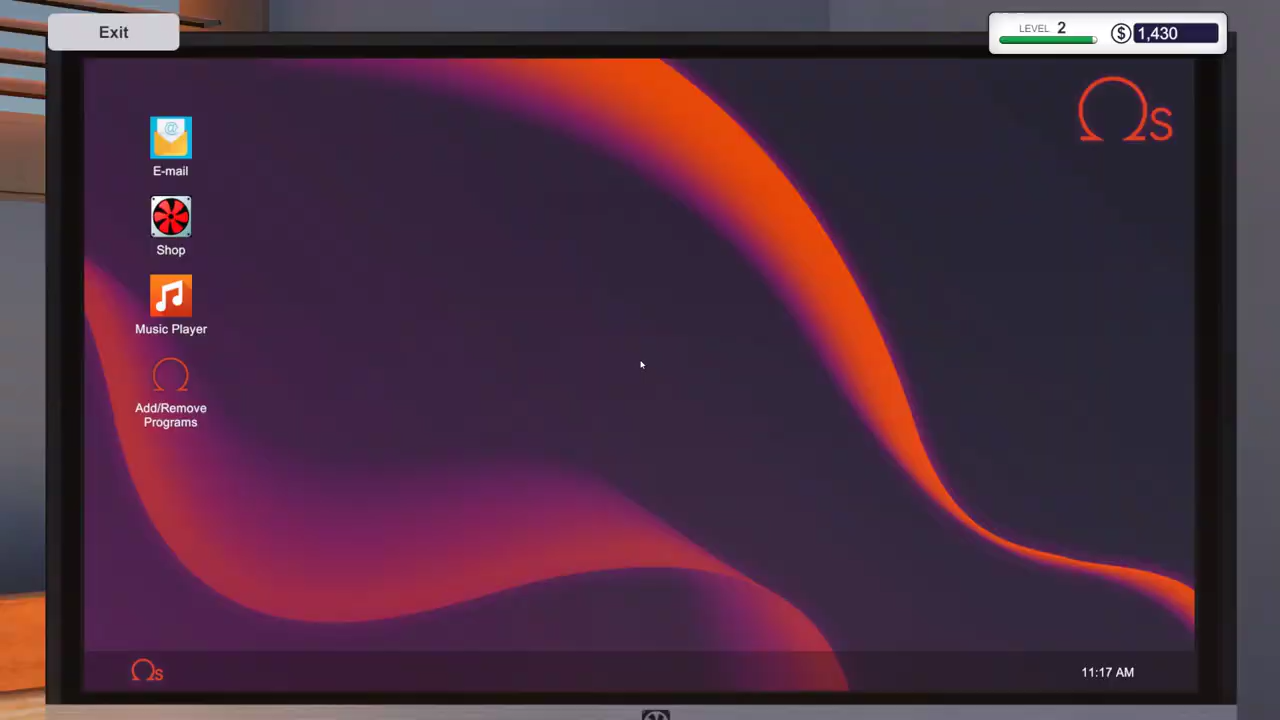 Exit
LEVEL 2
$ 1,430
Ωs
E-mail
Shop
Music Player
Add/Remove
Programs
Ωs
11:17 AM